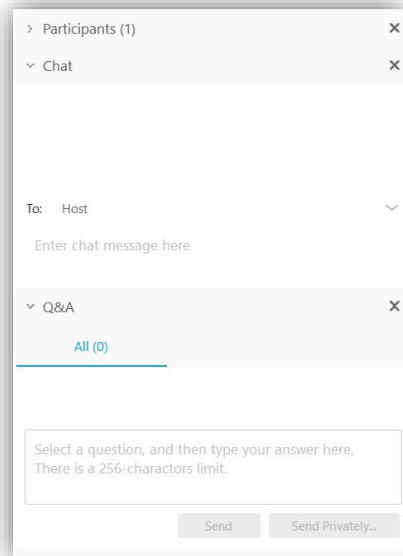 Participants (1)
Chat
To: Host
Enter chat message here
Q&A
All (0)
Select a question, and then type your answer here,
There is a 256-charactors limit.
Send Send Privately...